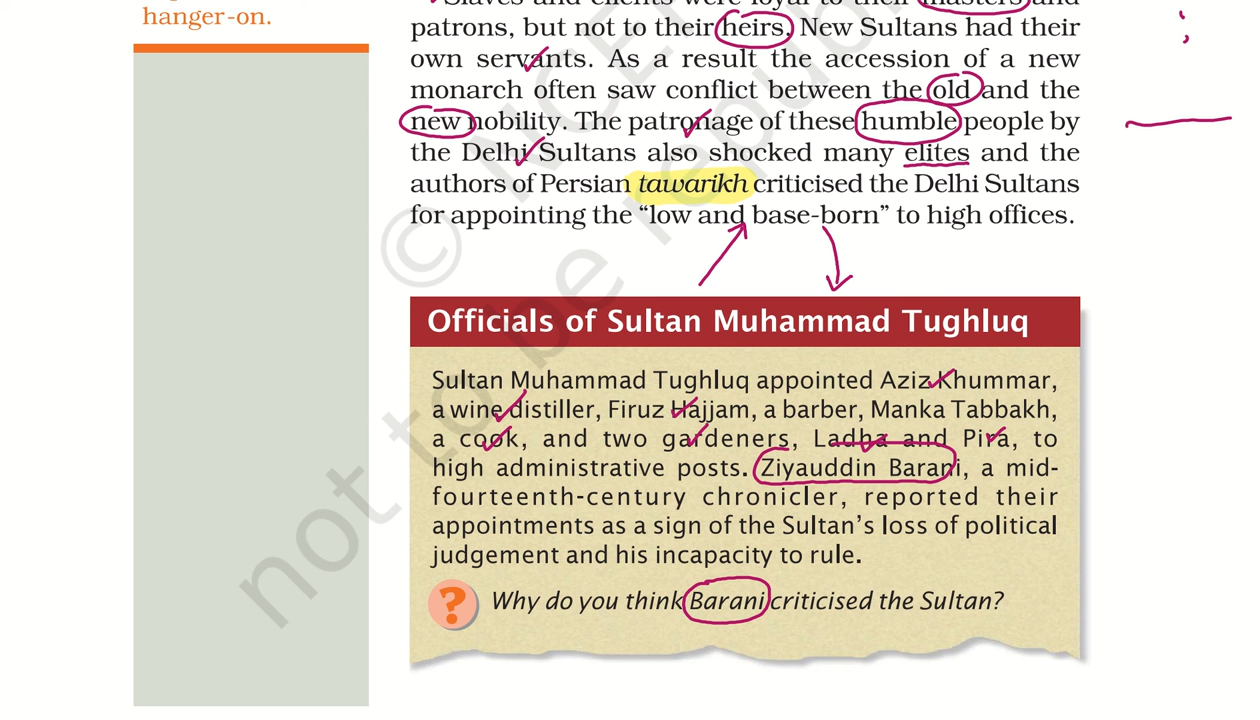 hanger-on.
Slaves and clients were loyal to their masters and
patrons, but not to their heirs. New Sultans had their
own servants. As a result the accession of a new
monarch often saw conflict between the old and the
new nobility. The patronage of these humble people by
the Delhi Sultans also shocked many elites and the
authors of Persian tawarikh criticised the Delhi Sultans
for appointing the “low and base-born” to high offices.
Officials of Sultan Muhammad Tughluq
Sultan Muhammad Tughluq appointed Aziz Khummar,
a wine distiller, Firuz Hajjam, a barber, Manka Tabbakh,
a cook, and two gardeners, Ladha and Pira, to
high administrative posts. Ziyauddin Barani, a mid-
fourteenth-century chronicler, reported their
appointments as a sign of the Sultan’s loss of political
judgement and his incapacity to rule.
? Why do you think Barani criticised the Sultan?
© NCE
not to be republ